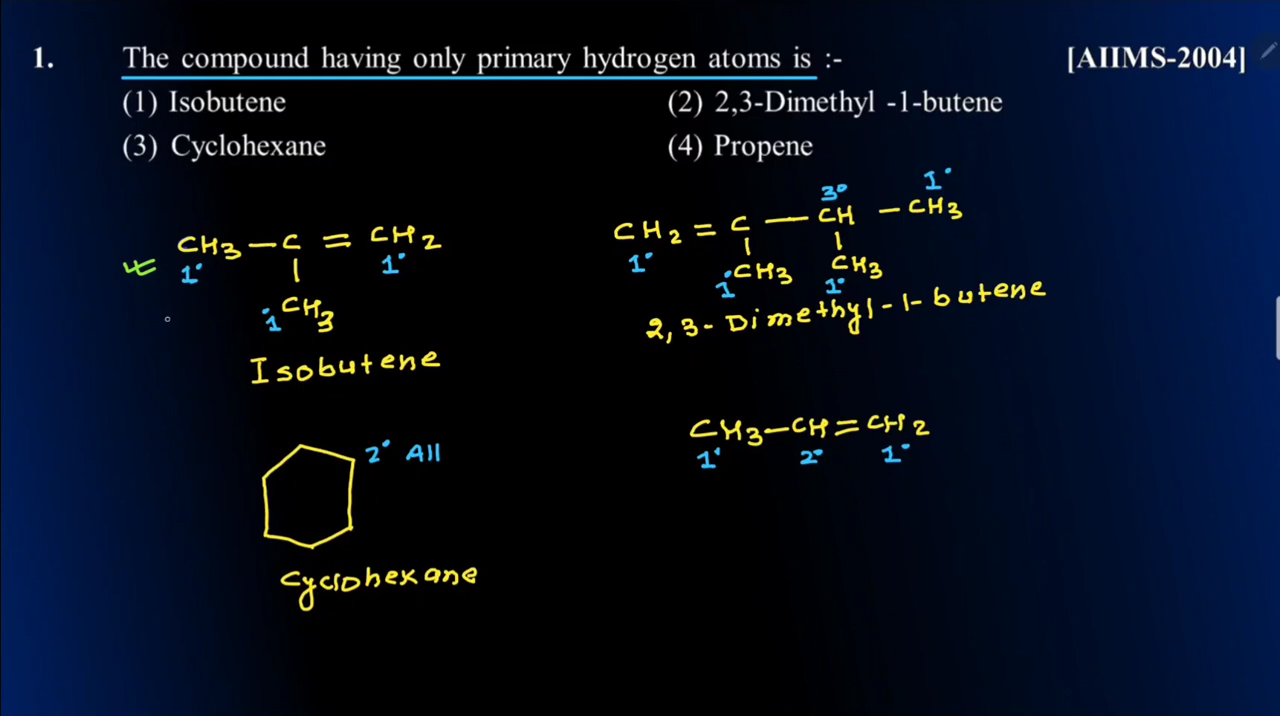 1. The compound having only primary hydrogen atoms is :- [AIIMS-2004]
(1) Isobutene (2) 2,3-Dimethyl -1-butene
(3) Cyclohexane (4) Propene
CH3 — C = CH2
1° 1°
|
1° CH3
Isobutene
3° 1°
CH2 = C — CH — CH3
1° | |
1° CH3 CH3
1°
2,3-Dimethyl-1-butene
2° All
Cyclohexane
CH3—CH=CH2
1° 2° 1°